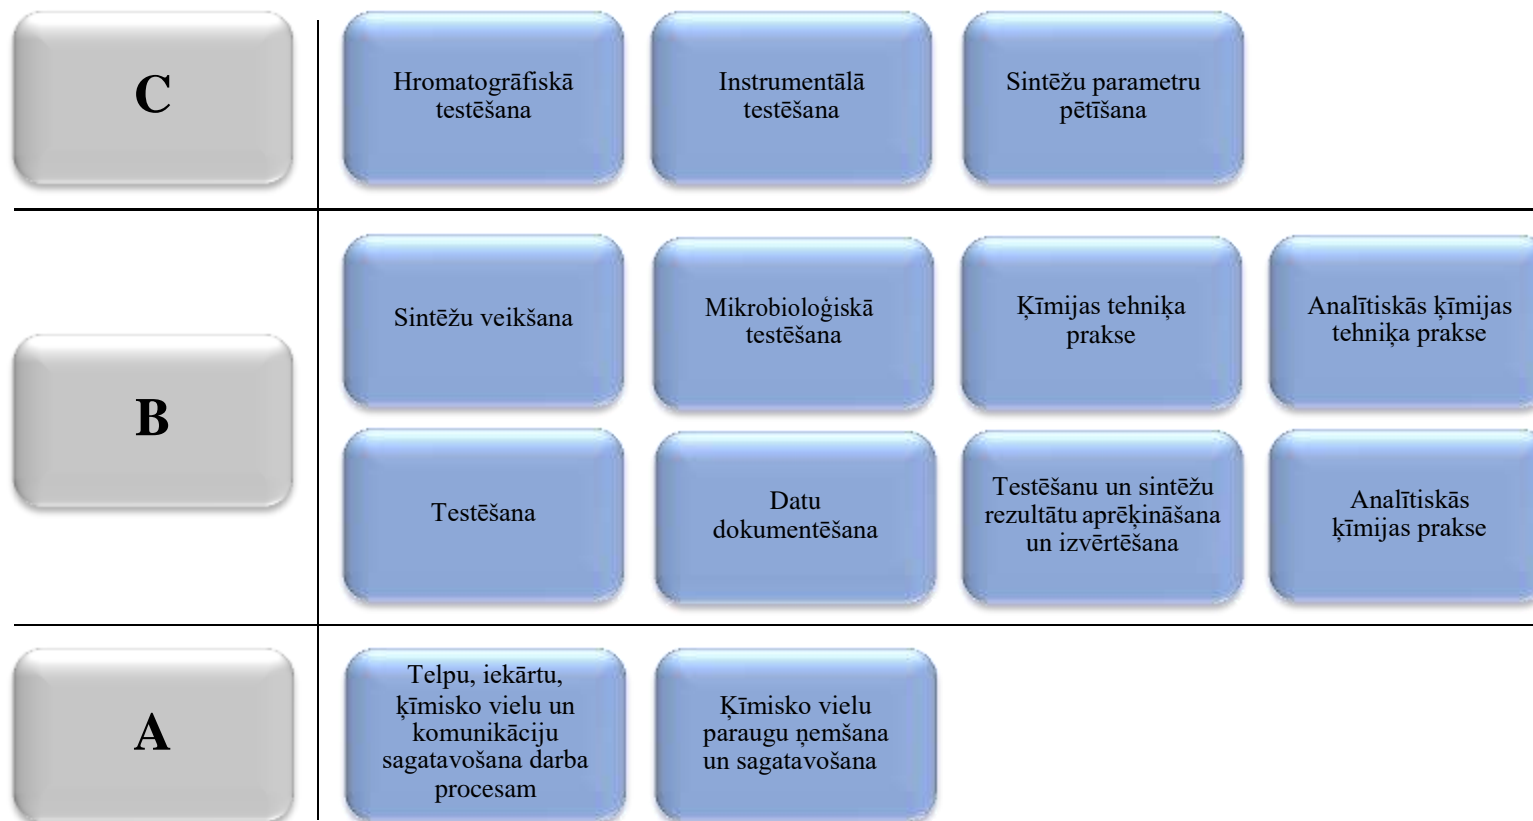 C
Hromatogrāfiskā
testēšana
Instrumentālā
testēšana
Sintēžu parametru
pētīšana
B
Sintēžu veikšana
Mikrobioloģiskā
testēšana
Ķīmijas tehniķa
prakse
Analītiskās ķīmijas
tehniķa prakse
Testēšana
Datu
dokumentēšana
Testēšanu un sintēžu
rezultātu aprēķināšana
un izvērtēšana
Analītiskās
ķīmijas prakse
A
Telpu, iekārtu,
ķīmisko vielu un
komunikāciju
sagatavošana darba
procesam
Ķīmisko vielu
paraugu ņemšana
un sagatavošana